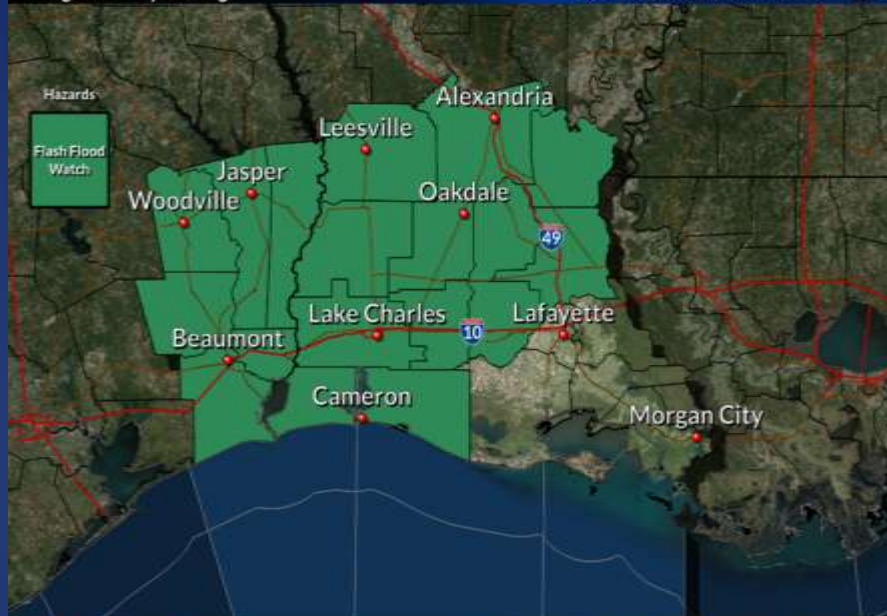 Hazards
Flash Flood
Watch
Alexandria
Leesville
Jasper
Woodville
Oakdale
49
Lake Charles
Lafayette
10
Beaumont
Cameron
Morgan City